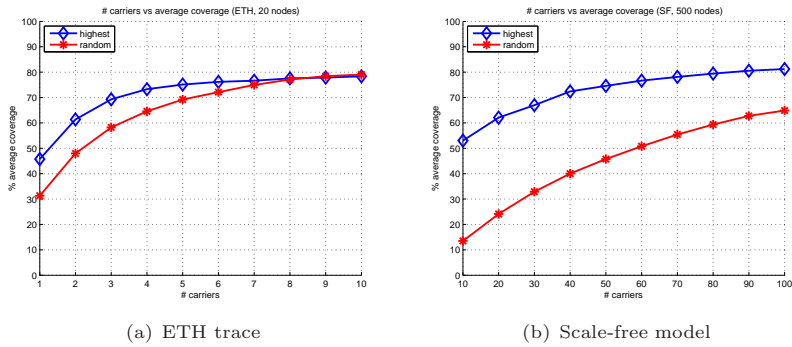 # carriers vs average coverage (ETH, 20 nodes)
highest
random
% average coverage
100
90
80
70
60
50
40
30
20
10
0
1 2 3 4 5 6 7 8 9 10
# carriers
(a) ETH trace
# carriers vs average coverage (SF, 500 nodes)
highest
random
% average coverage
100
90
80
70
60
50
40
30
20
10
0
10 20 30 40 50 60 70 80 90 100
# carriers
(b) Scale-free model